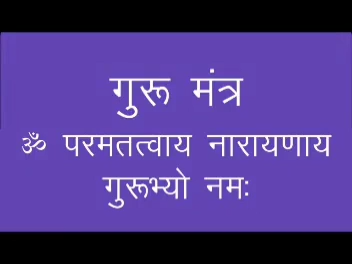 गुरू मंत्र
ॐ परमतत्वाय नारायणाय
गुरूभ्यो नमः